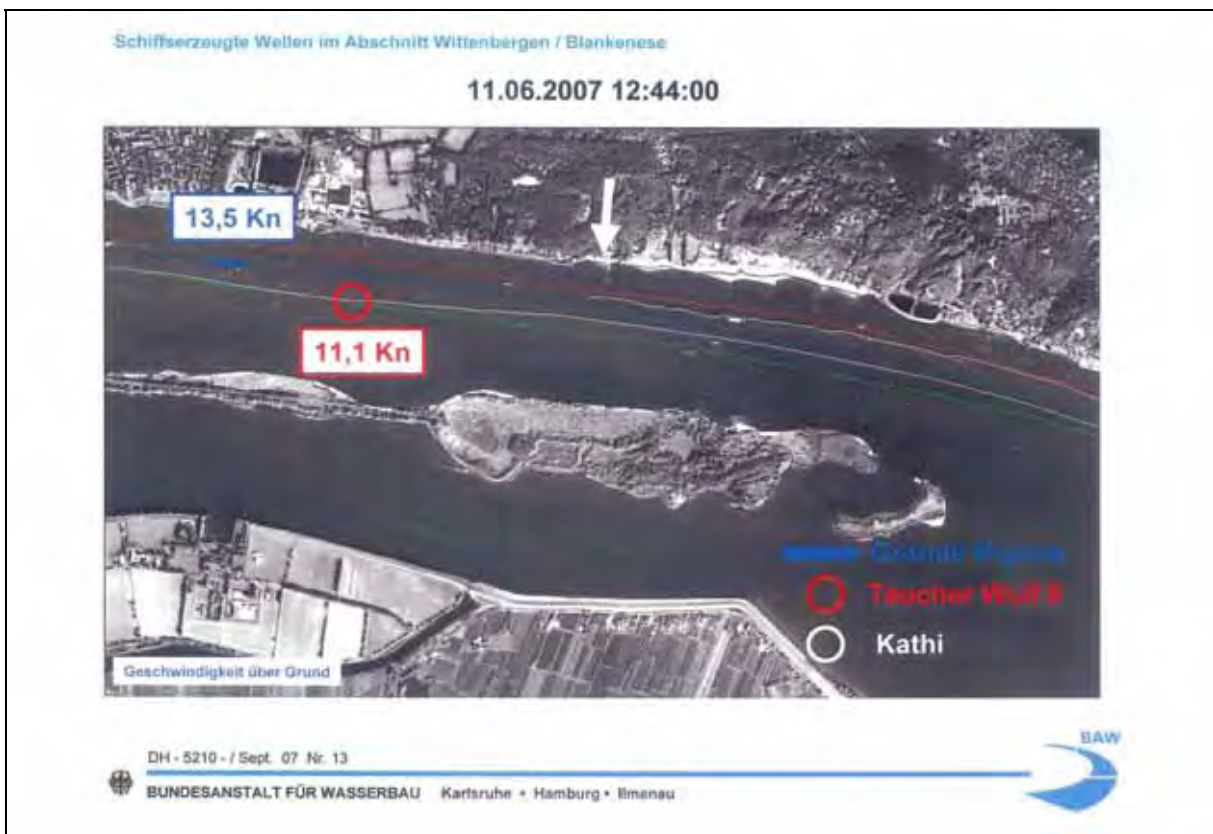 Schiffserzeugte Wellen im Abschnitt Wittenbergen / Blankenese
11.06.2007 12:44:00
13,5 Kn
11,1 Kn
Taucher Wulf
Kathi
Geschwindigkeit über Grund
BAW
DH - 5210 - / Sept. 07 Nr. 13
BUNDESANSTALT FÜR WASSERBAU Karlsruhe • Hamburg • Ilmenau